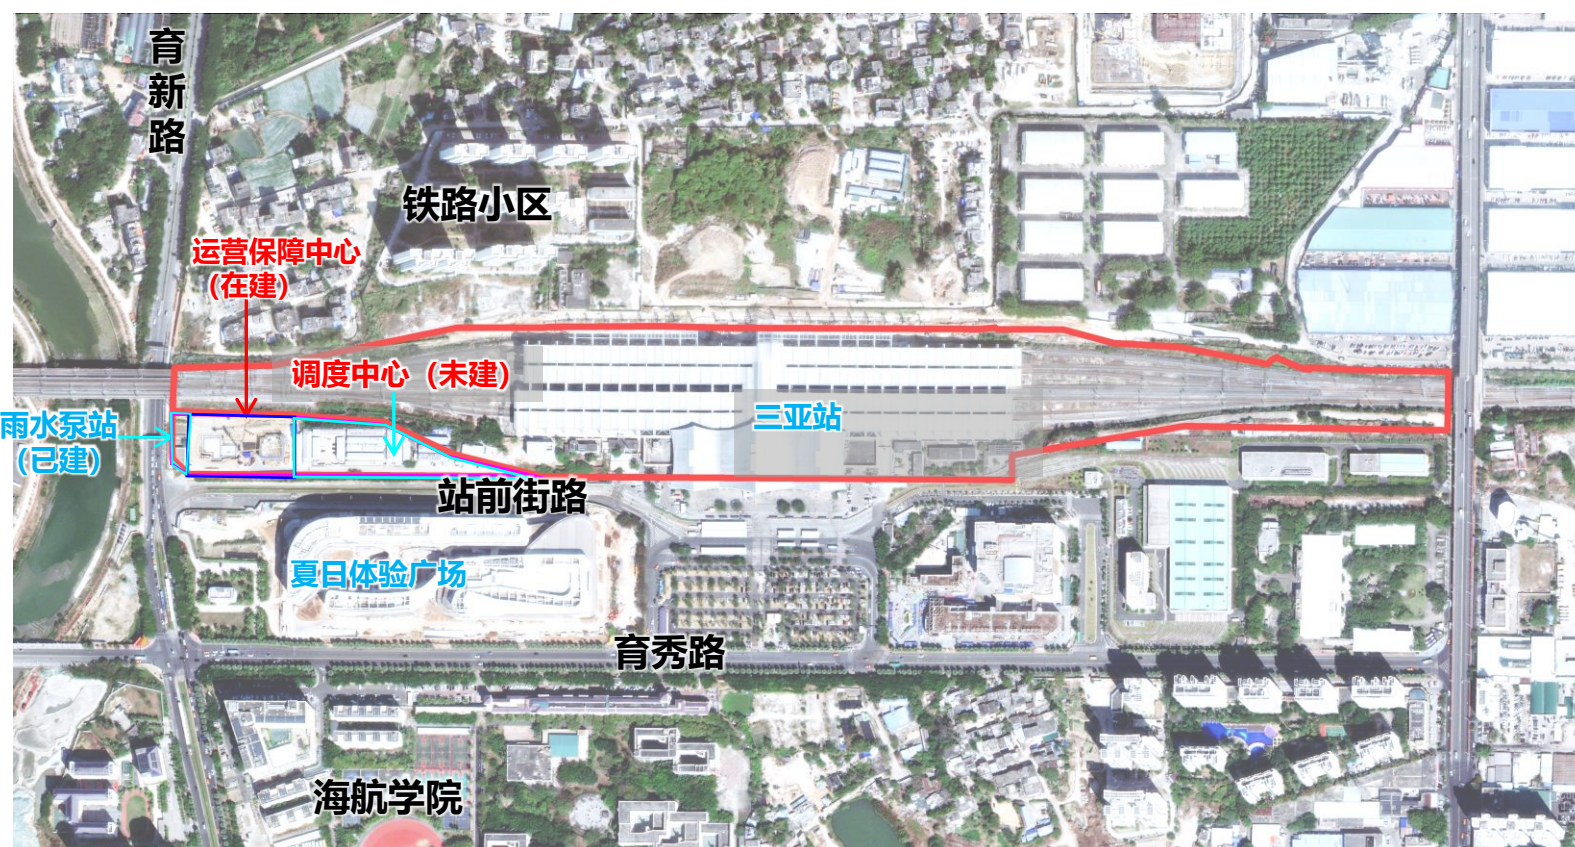 育
新
路
铁路小区
运营保障中心
（在建）
调度中心（未建）
三亚站
雨水泵站
（已建）
站前街路
夏日体验广场
育秀路
海航学院